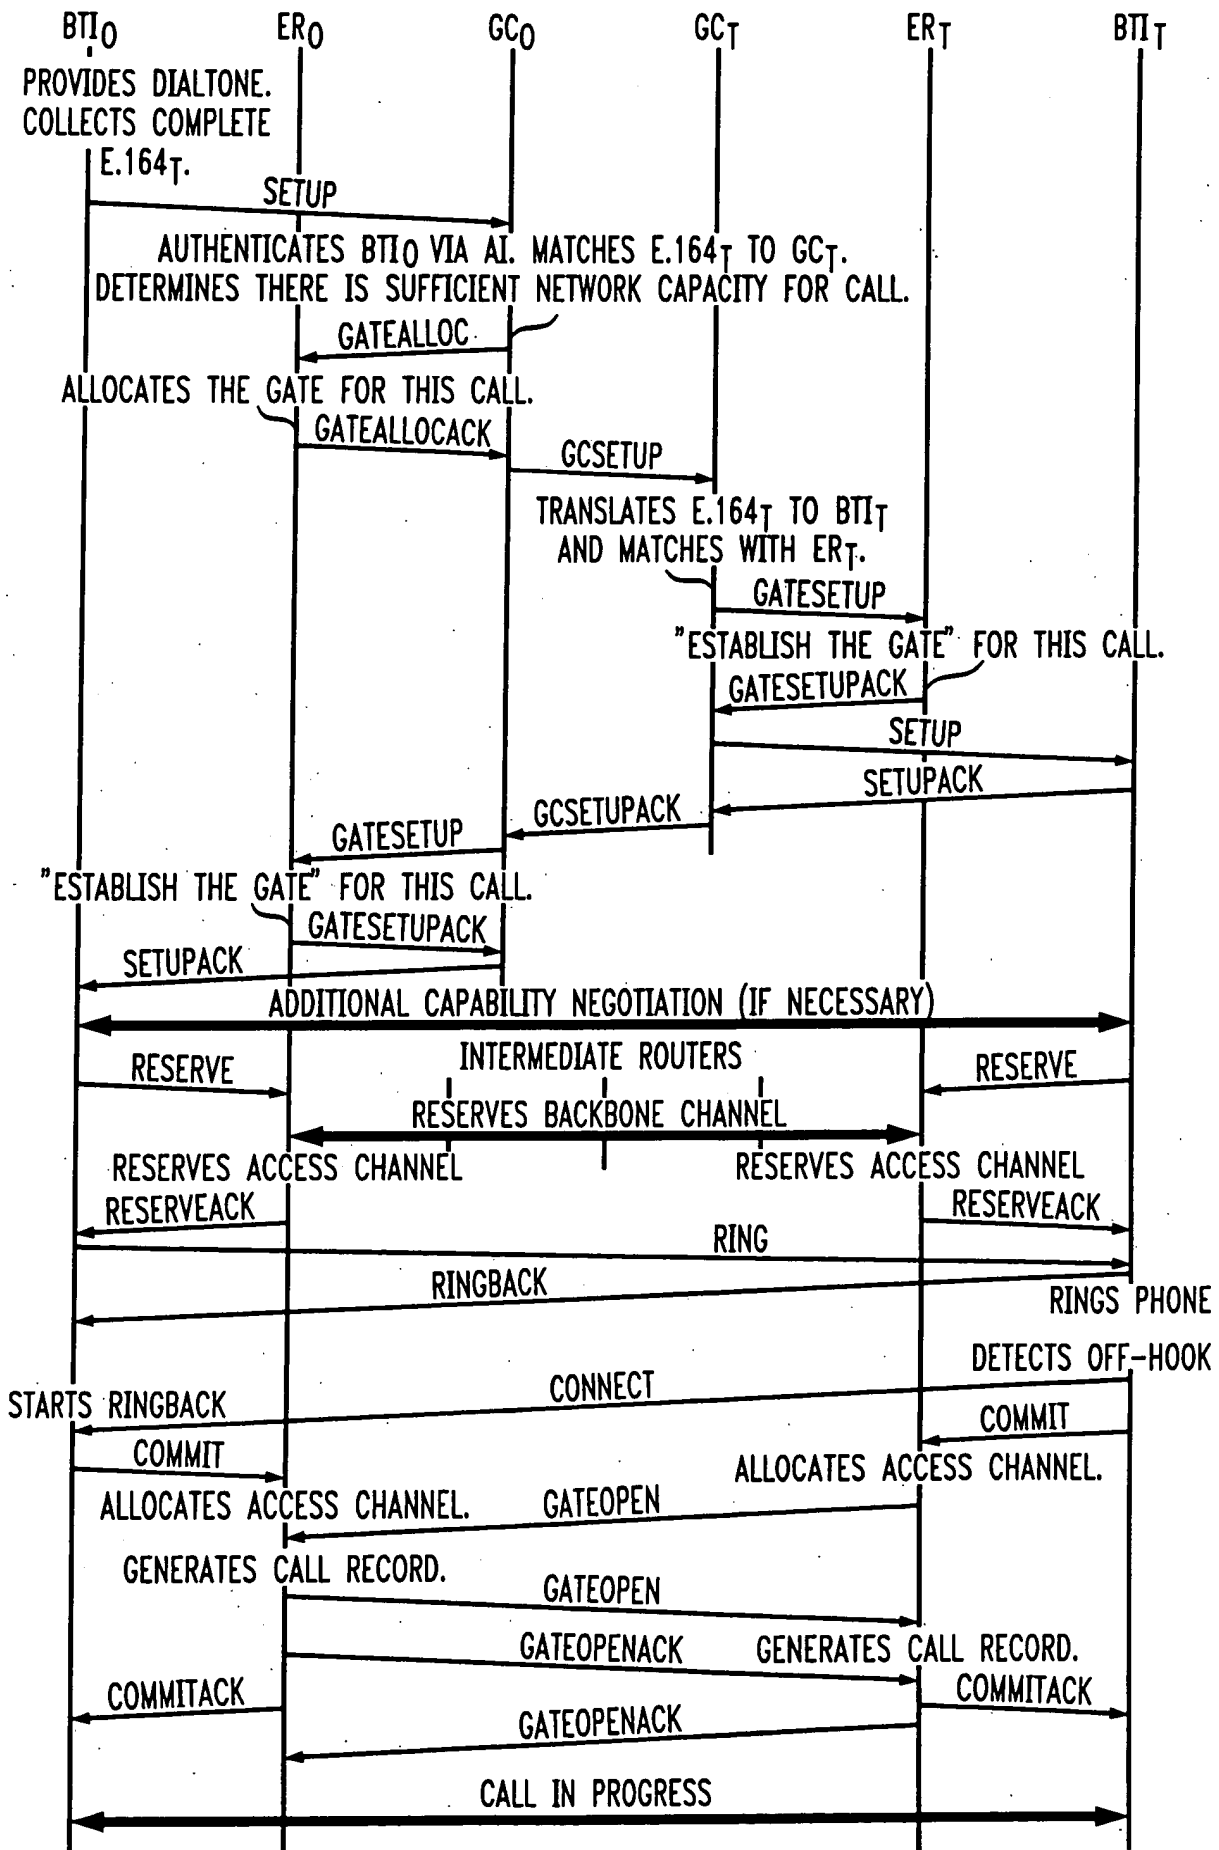 BTIO ERO GCO GCT ERT BTIT
PROVIDES DIALTONE.
COLLECTS COMPLETE
E.164T.
SETUP
AUTHENTICATES BTIO VIA AI. MATCHES E.164T TO GCT.
DETERMINES THERE IS SUFFICIENT NETWORK CAPACITY FOR CALL.
GATEALLOC
ALLOCATES THE GATE FOR THIS CALL.
GATEALLOCACK
GCSETUP
TRANSLATES E.164T TO BTIT
AND MATCHES WITH ERT.
GATESETUP
"ESTABLISH THE GATE" FOR THIS CALL.
GATESETUPACK
SETUP
SETUPACK
GCSETUPACK
GATESETUP
"ESTABLISH THE GATE" FOR THIS CALL.
GATESETUPACK
SETUPACK
ADDITIONAL CAPABILITY NEGOTIATION (IF NECESSARY)
INTERMEDIATE ROUTERS
RESERVE RESERVE
RESERVES BACKBONE CHANNEL
RESERVES ACCESS CHANNEL RESERVES ACCESS CHANNEL
RESERVEACK RESERVEACK
RING
RINGBACK
RINGS PHONE
DETECTS OFF-HOOK
CONNECT
STARTS RINGBACK
COMMIT
COMMIT
ALLOCATES ACCESS CHANNEL.
ALLOCATES ACCESS CHANNEL.
GATEOPEN
GENERATES CALL RECORD.
GATEOPEN
GATEOPENACK GENERATES CALL RECORD.
COMMITACK COMMITACK
GATEOPENACK
CALL IN PROGRESS